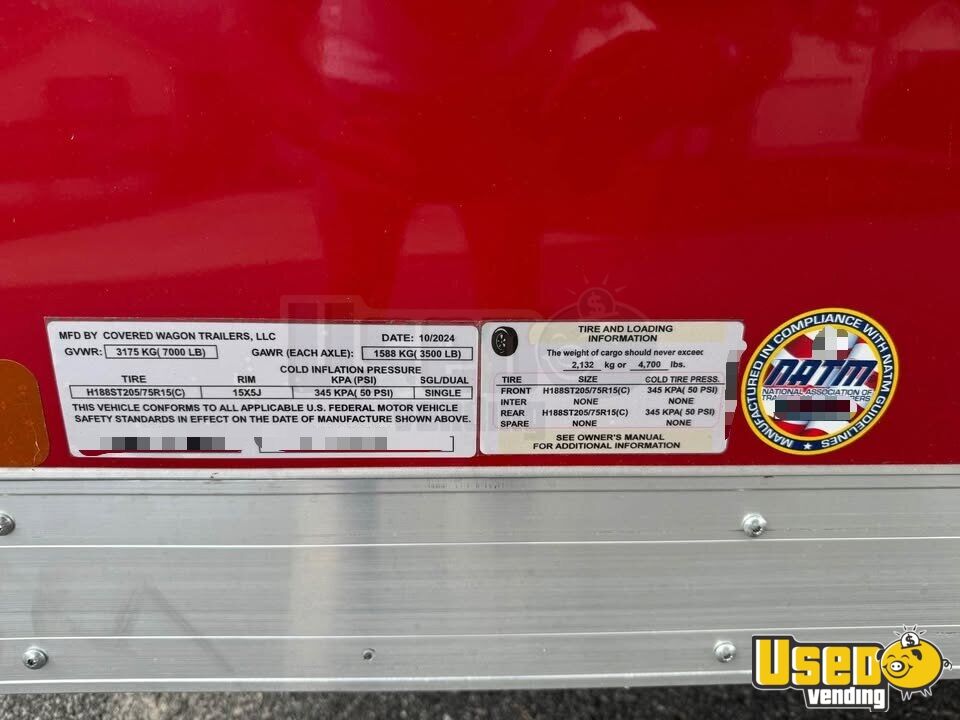 MFD BY COVERED WAGON TRAILERS, LLC DATE: 10/2024
GVWR: 3175 KG( 7000 LB) GAWR (EACH AXLE): 1588 KG( 3500 LB)
COLD INFLATION PRESSURE
TIRE RIM KPA (PSI) SGL/DUAL
H188ST205/75R15(C) 15X5J 345 KPA( 50 PSI) SINGLE
THIS VEHICLE CONFORMS TO ALL APPLICABLE U.S. FEDERAL MOTOR VEHICLE
SAFETY STANDARDS IN EFFECT ON THE DATE OF MANUFACTURE SHOWN ABOVE.
TIRE AND LOADING
INFORMATION
The weight of cargo should never exceed
2,132 kg or 4,700 lbs.
TIRE SIZE COLD TIRE PRESS.
FRONT H188ST205/75R15(C) 345 KPA( 50 PSI)
INTER NONE NONE
REAR H188ST205/75R15(C) 345 KPA( 50 PSI)
SPARE NONE NONE
SEE OWNER'S MANUAL
FOR ADDITIONAL INFORMATION
MANUFACTURED IN COMPLIANCE WITH NATM GUIDELINES
NATM
NATIONAL ASSOCIATION OF
USED
vending